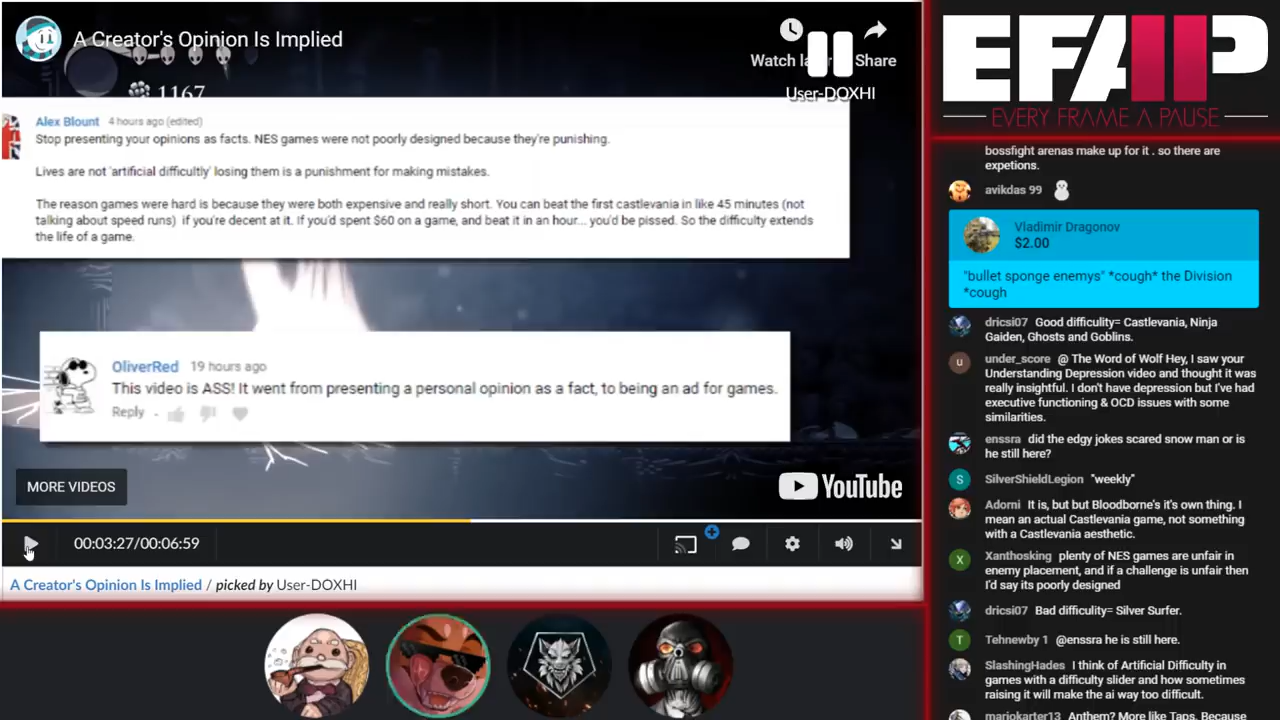 A Creator's Opinion Is Implied
1167
Share
User-DOXHI
Alex Blount 4 hours ago (edited)
Stop presenting your opinions as facts. NES games were not poorly designed because they're punishing.
Lives are not 'artificial difficultly' losing them is a punishment for making mistakes.
The reason games were hard is because they were both expensive and really short. You can beat the first castlevania in like 45 minutes (not
talking about speed runs) if you're decent at it. If you'd spent $60 on a game, and beat it in an hour... you'd be pissed. So the difficulty extends
the life of a game.
OliverRed 19 hours ago
This video is ASS! It went from presenting a personal opinion as a fact, to being an ad for games.
Reply
MORE VIDEOS
YouTube
00:03:27/00:06:59
A Creator's Opinion Is Implied / picked by User-DOXHI
EFAP
EVERY FRAME A PAUSE
bossfight arenas make up for it . so there are
expetions.
avikdas 99
Vladimir Dragonov
$2.00
"bullet sponge enemys" *cough* the Division
*cough
dricsi07 Good difficulty= Castlevania, Ninja
Gaiden, Ghosts and Goblins.
under_score @ The Word of Wolf Hey, I saw your
Understanding Depression video and thought it was
really insightful. I don't have depression but I've had
executive functioning & OCD issues with some
similarities.
enssra did the edgy jokes scared snow man or is
he still here?
SilverShieldLegion "weekly"
Adorni It is, but but Bloodborne's it's own thing. I
mean an actual Castlevania game, not something
with a Castlevania aesthetic.
Xanthosking plenty of NES games are unfair in
enemy placement, and if a challenge is unfair then
I'd say its poorly designed
dricsi07 Bad difficulty= Silver Surfer.
Tehnewby 1 @enssra he is still here.
SlashingHades I think of Artificial Difficulty in
games with a difficulty slider and how sometimes
raising it will make the ai way too difficult.
mariokarter13 Anthem? More like Taps. Because